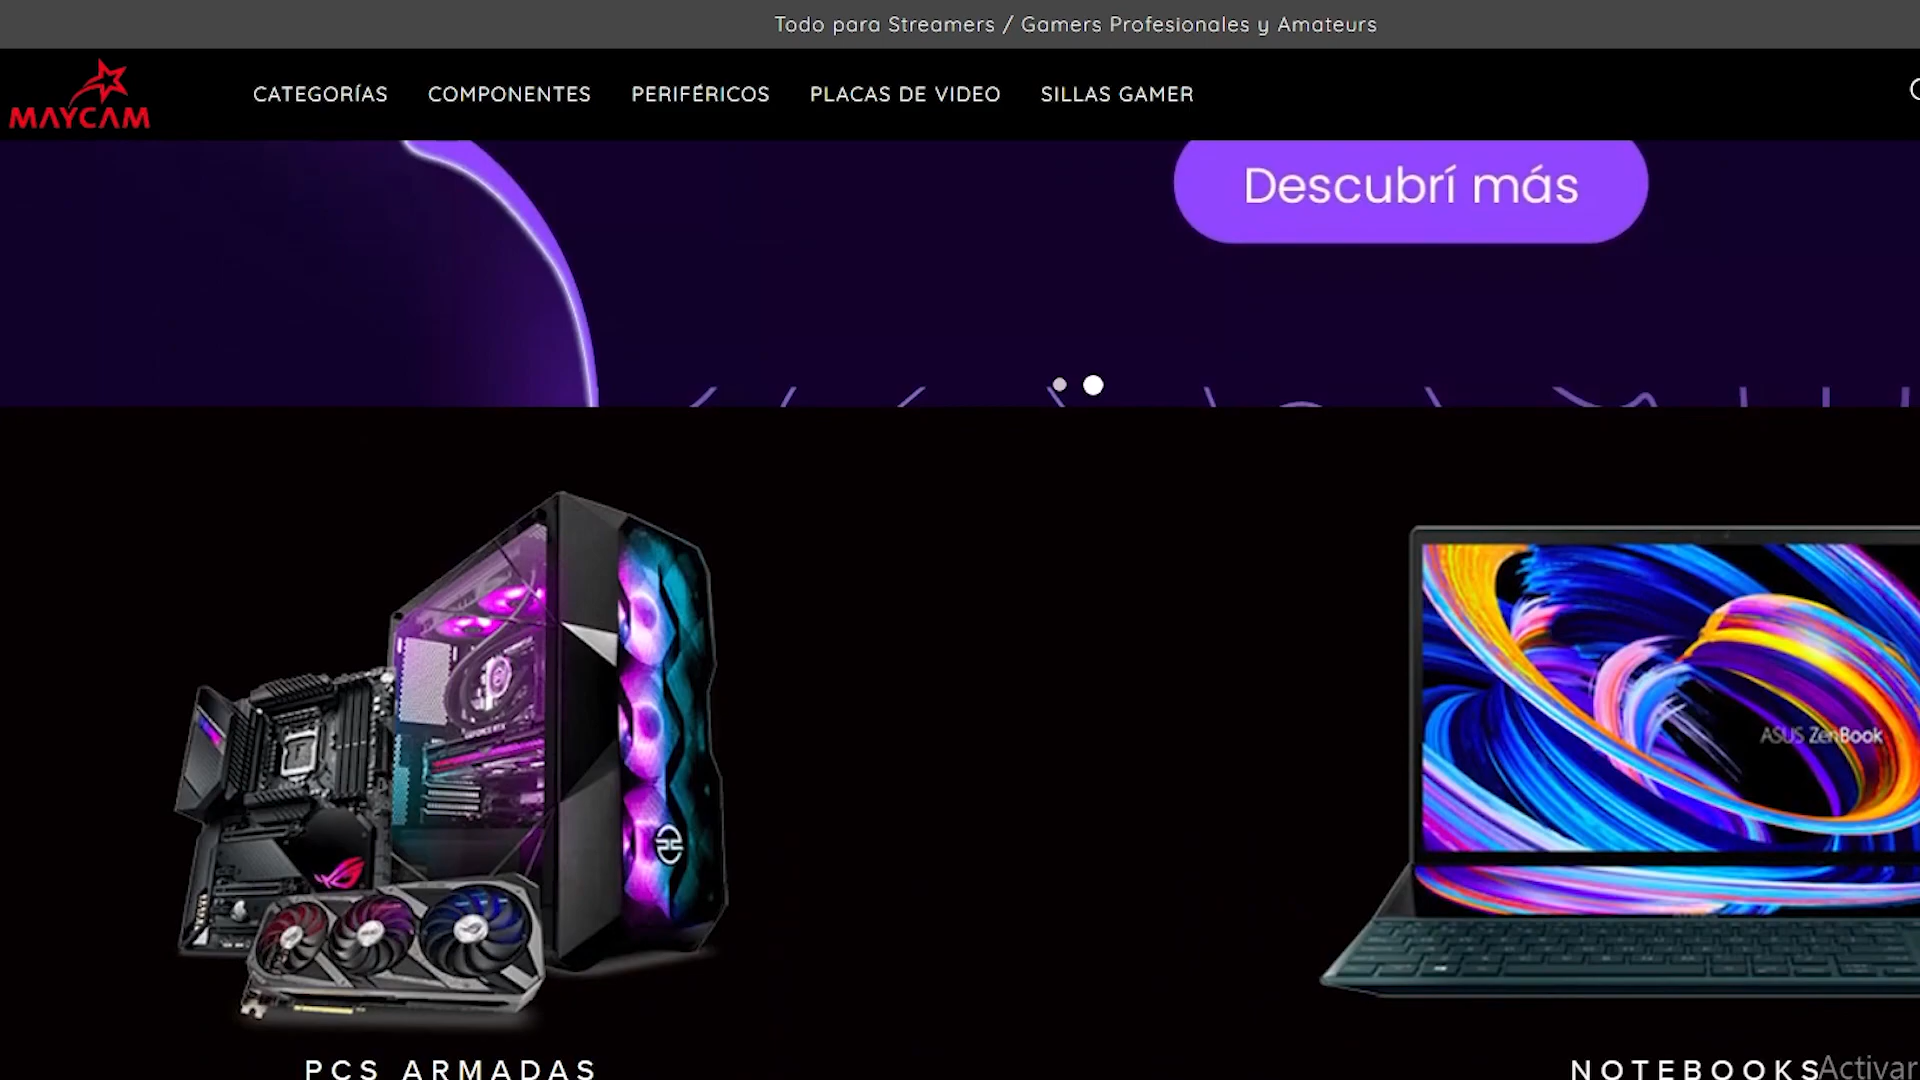 Todo para Streamers / Gamers Profesionales y Amateurs
MAYCAM
CATEGORÍAS COMPONENTES PERIFÉRICOS PLACAS DE VIDEO SILLAS GAMER
Descubrí más
ASUS ZenBook
PCS ARMADAS
NOTEBOOKS
Activar